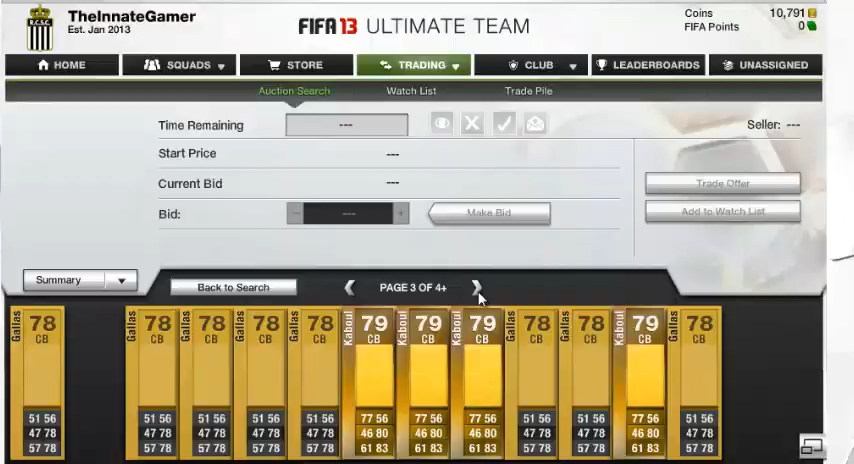 R.C.S.C.
TheInnateGamer
Est. Jan 2013
FIFA 13 ULTIMATE TEAM
Coins 10,791
FIFA Points 0
HOME SQUADS STORE TRADING CLUB LEADERBOARDS UNASSIGNED
Auction Search Watch List Trade Pile
Time Remaining --- Seller: ---
Start Price ---
Current Bid --- Trade Offer
Bid: - --- + Make Bid Add to Watch List
Summary Back to Search PAGE 3 OF 4+
Gallas 78 Gallas 78 Gallas 78 Gallas 78 Gallas 78 Kaboul 79 Kaboul 79 Kaboul 79 Gallas 78 Gallas 78 Kaboul 79 Gallas 78
CB CB CB CB CB CB CB CB CB CB CB CB
51 56 51 56 51 56 51 56 51 56 77 56 77 56 77 56 51 56 51 56 77 56 51 56
47 78 47 78 47 78 47 78 47 78 46 80 46 80 46 80 47 78 47 78 46 80 47 78
57 78 57 78 57 78 57 78 57 78 61 83 61 83 61 83 57 78 57 78 61 83 57 78